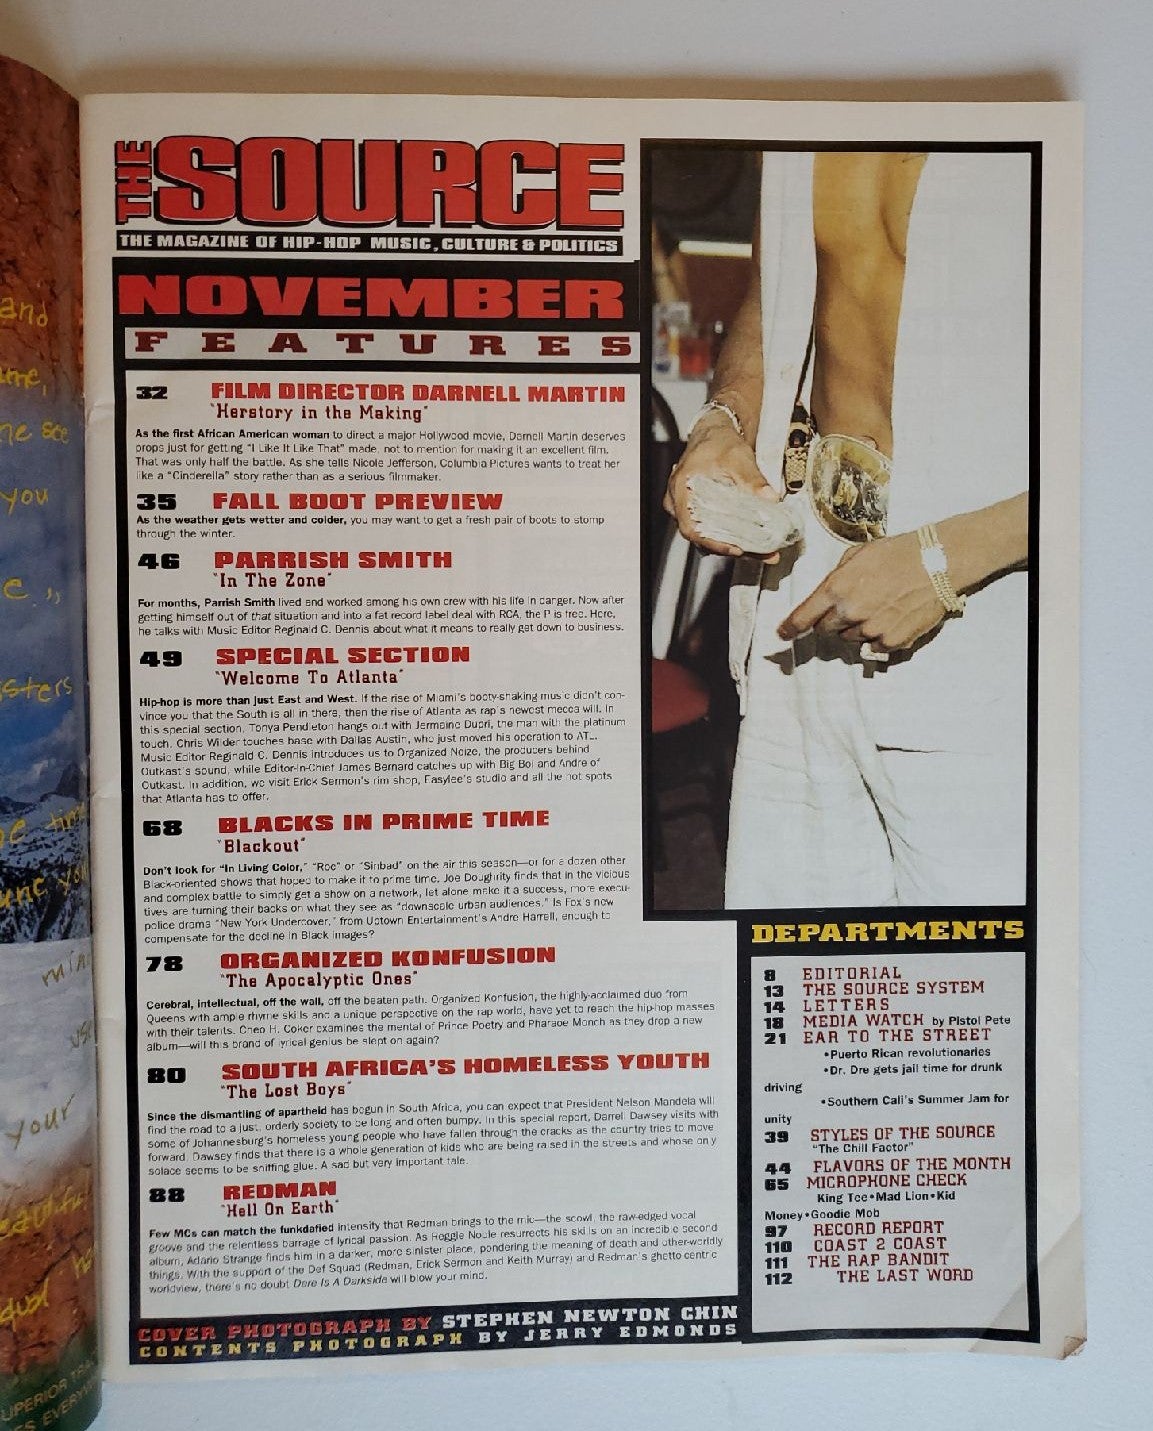 THE SOURCE
THE MAGAZINE OF HIP-HOP MUSIC, CULTURE & POLITICS
NOVEMBER
FEATURES
32 FILM DIRECTOR DARNELL MARTIN
"Herstory in the Making"
As the first African American woman to direct a major Hollywood movie, Darnell Martin deserves
props just for getting "I Like It Like That" made, not to mention for making it an excellent film.
That was only half the battle. As she tells Nicole Jefferson, Columbia Pictures wants to treat her
like a "Cinderella" story rather than as a serious filmmaker.
35 FALL BOOT PREVIEW
As the weather gets wetter and colder, you may want to get a fresh pair of boots to stomp
through the winter.
46 PARRISH SMITH
"In The Zone"
For months, Parrish Smith lived and worked among his own crew with his life in danger. Now after
getting himself out of that situation and into a fat record label deal with RCA, the P is free. Here,
he talks with Music Editor Reginald C. Dennis about what it means to really get down to business.
49 SPECIAL SECTION
"Welcome To Atlanta"
Hip-hop is more than just East and West. If the rise of Miami's booty-shaking music didn't con-
vince you that the South is all in there, then the rise of Atlanta as rap's newest mecca will. In
this special section, Tonya Pendleton hangs out with Jermaine Dupri, the man with the platinum
touch. Chris Wilder touches base with Dallas Austin, who just moved his operation to ATL.
Music Editor Reginald C. Dennis introduces us to Organized Noize, the producers behind
Outkast's sound, while Editor-In-Chief James Bernard catches up with Big Boi and Andre of
Outkast. In addition, we visit Erick Sermon's rim shop, Easylee's studio and all the hot spots
that Atlanta has to offer.
68 BLACKS IN PRIME TIME
"Blackout"
Don't look for "In Living Color," "Roc" or "Sinbad" on the air this season—or for a dozen other
Black-oriented shows that hoped to make it to prime time. Joe Doughrity finds that in the vicious
and complex battle to simply get a show on a network, let alone make it a success, more execu-
tives are turning their backs on what they see as "downscale urban audiences." Is Fox's new
police drama "New York Undercover," from Uptown Entertainment's Andre Harrell, enough to
compensate for the decline in Black images?
78 ORGANIZED KONFUSION
"The Apocalyptic Ones"
Cerebral, intellectual, off the wall, off the beaten path. Organized Konfusion, the highly-acclaimed duo from
Queens with ample rhyme skills and a unique perspective on the rap world, have yet to reach the hip-hop masses
with their talents. Cheo H. Coker examines the mental of Prince Poetry and Pharaoe Monch as they drop a new
album—will this brand of lyrical genius be slept on again?
80 SOUTH AFRICA'S HOMELESS YOUTH
"The Lost Boys"
Since the dismantling of apartheid has begun in South Africa, you can expect that President Nelson Mandela will
find the road to a just, orderly society to be long and often bumpy. In this special report, Darrell Dawsey visits with
some of Johannesburg's homeless young people who have fallen through the cracks as the country tries to move
forward. Dawsey finds that there is a whole generation of kids who are being raised in the streets and whose only
solace seems to be sniffing glue. A sad but very important tale.
88 REDMAN
"Hell On Earth"
Few MCs can match the funkdafied intensity that Redman brings to the mic—the scowl, the raw-edged vocal
groove and the relentless barrage of lyrical passion. As Reggie Noble resurrects his skills on an incredible second
album, Adario Strange finds him in a darker, more sinister place, pondering the meaning of death and other-worldly
things. With the support of the Def Squad (Redman, Erick Sermon and Keith Murray) and Redman's ghetto centric
worldview, there's no doubt Dare Is A Darkside will blow your mind.
COVER PHOTOGRAPH BY STEPHEN NEWTON CHIN
CONTENTS PHOTOGRAPH BY JERRY EDMONDS
DEPARTMENTS
8 EDITORIAL
13 THE SOURCE SYSTEM
14 LETTERS
18 MEDIA WATCH by Pistol Pete
21 EAR TO THE STREET
•Puerto Rican revolutionaries
•Dr. Dre gets jail time for drunk
driving
•Southern Cali's Summer Jam for
unity
39 STYLES OF THE SOURCE
"The Chill Factor"
44 FLAVORS OF THE MONTH
65 MICROPHONE CHECK
King Tee•Mad Lion•Kid
Money•Goodie Mob
97 RECORD REPORT
110 COAST 2 COAST
111 THE RAP BANDIT
112 THE LAST WORD
and
you
your